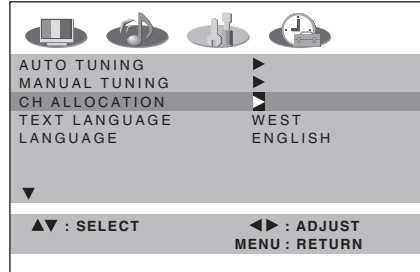 AUTO TUNING ▶
MANUAL TUNING ▶
CH ALLOCATION ▶
TEXT LANGUAGE WEST
LANGUAGE ENGLISH
▼
▲▼ : SELECT ◀▶ : ADJUST
MENU : RETURN